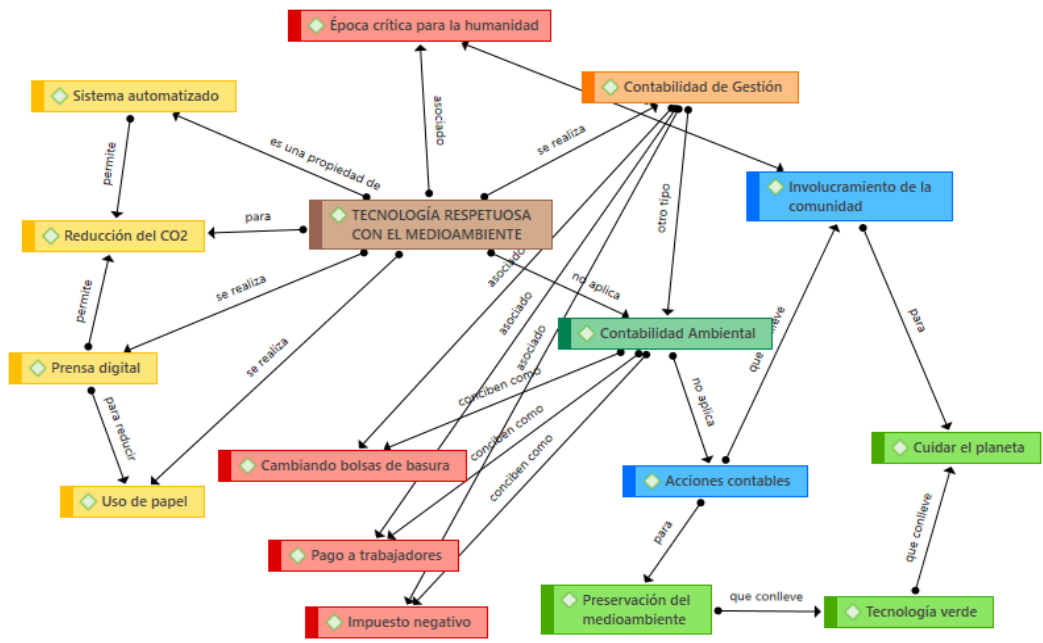 Época crítica para la humanidad
Sistema automatizado
Contabilidad de Gestión
asociado
se realiza
es una propiedad de
permite
Involucramiento de la
comunidad
TECNOLOGÍA RESPETUOSA
CON EL MEDIOAMBIENTE
para
otro tipo
Reducción del CO2
asociado
no aplica
se realiza
permite
asociado
asociado
para
Contabilidad Ambiental
que conlleve
Prensa digital
se realiza
conciben como
no aplica
para reducir
conciben como
Cuidar el planeta
Cambiando bolsas de basura
conciben como
Acciones contables
Uso de papel
que conlleve
para
Pago a trabajadores
Preservación del
medioambiente
que conlleve
Tecnología verde
Impuesto negativo